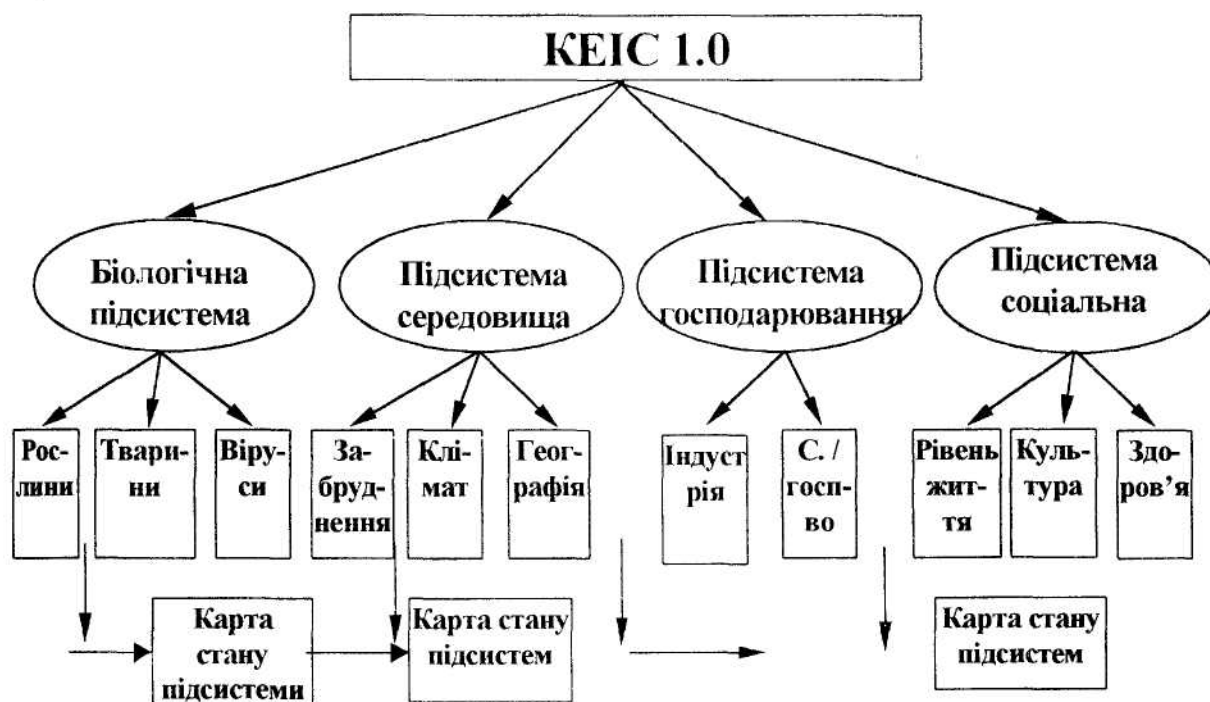 КЕІС 1.0
Біологічна
підсистема
Підсистема
середовища
Підсистема
господарювання
Підсистема
соціальна
Рос-
лини
Твари-
ни
Віру-
си
За-
бруд-
нення
Клі-
мат
Геог-
рафія
Індуст
рія
С. /
госп-
во
Рівень
жит-
тя
Куль-
тура
Здо-
ров’я
Карта
стану
підсистеми
Карта стану
підсистем
Карта стану
підсистем